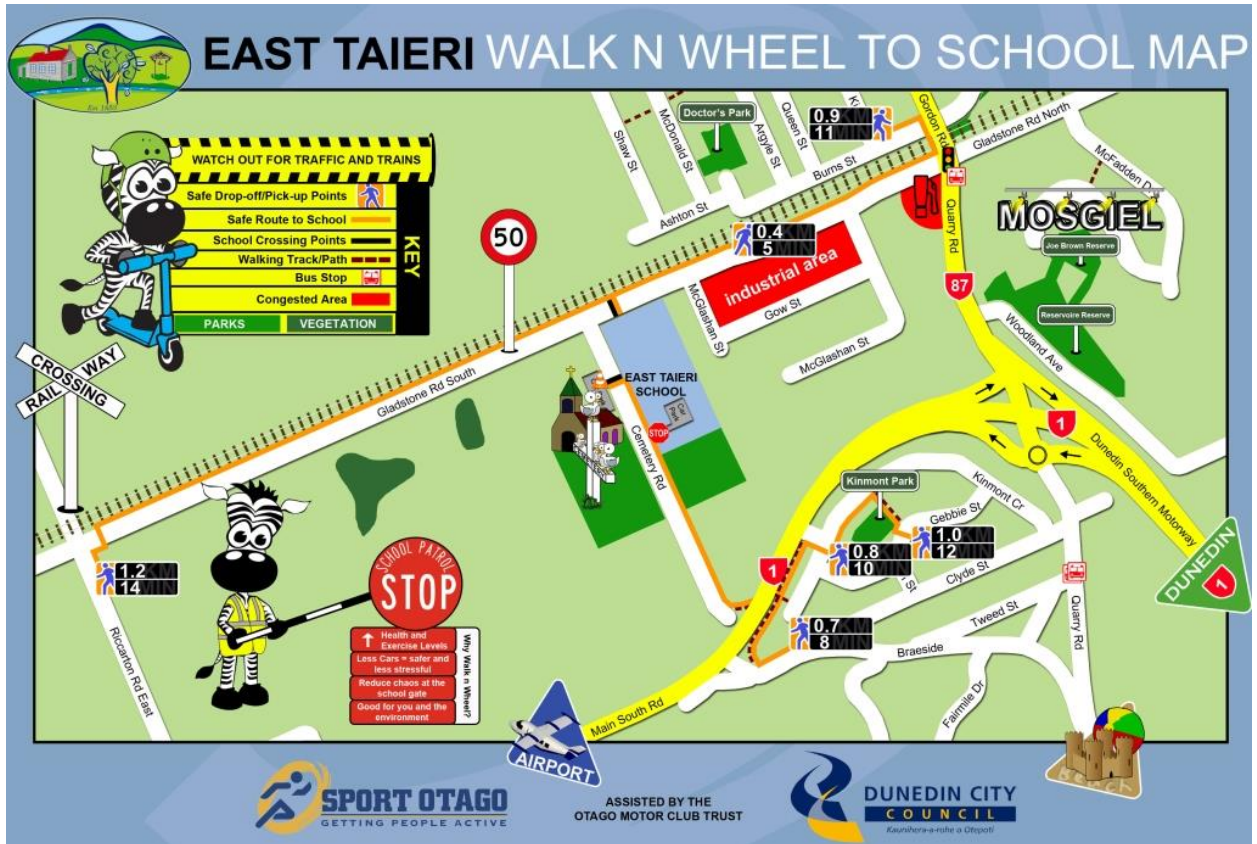 EAST TAIERI WALK N WHEEL TO SCHOOL MAP
Est 1863
WATCH OUT FOR TRAFFIC AND TRAINS
Safe Drop-off/Pick-up Points
Safe Route to School
School Crossing Points
Walking Track/Path
Bus Stop
Congested Area
PARKS VEGETATION
KEY
Shaw St
McDonald St
Doctor's Park
Argyle St
Queen St
0.9 KM
11 MIN
Gordon Rd
Gladstone Rd North
Burns St
McFadden D
Ashton St
50
0.4 KM
5 MIN
industrial area
Quarry Rd
MOSGIEL
Joe Brown Reserve
87
Reservoire Reserve
McGlashan St
Gow St
McGlashan St
Woodland Ave
RAILWAY
CROSSING
Gladstone Rd South
EAST TAIERI
SCHOOL
Car
Park
STOP
Cemetery Rd
1
Dunedin Southern Motorway
Kinmont Park
Kinmont Cr
Gebbie St
1.0 KM
12 MIN
0.8 KM
10 MIN
1
Clyde St
DUNEDIN
1
1.2 KM
14 MIN
Riccarton Rd East
SCHOOL PATROL
STOP
Health and
Exercise Levels
Less Cars = safer and
less stressful
Reduce chaos at the
school gate
Good for you and the
environment
Why Walk n Wheel?
0.7 KM
8 MIN
Tweed St
Braeside
Quarry Rd
Fairmile Dr
Main South Rd
AIRPORT
SPORT OTAGO
GETTING PEOPLE ACTIVE
ASSISTED BY THE
OTAGO MOTOR CLUB TRUST
DUNEDIN CITY
COUNCIL
Kaunihera-a-rohe o Otepoti